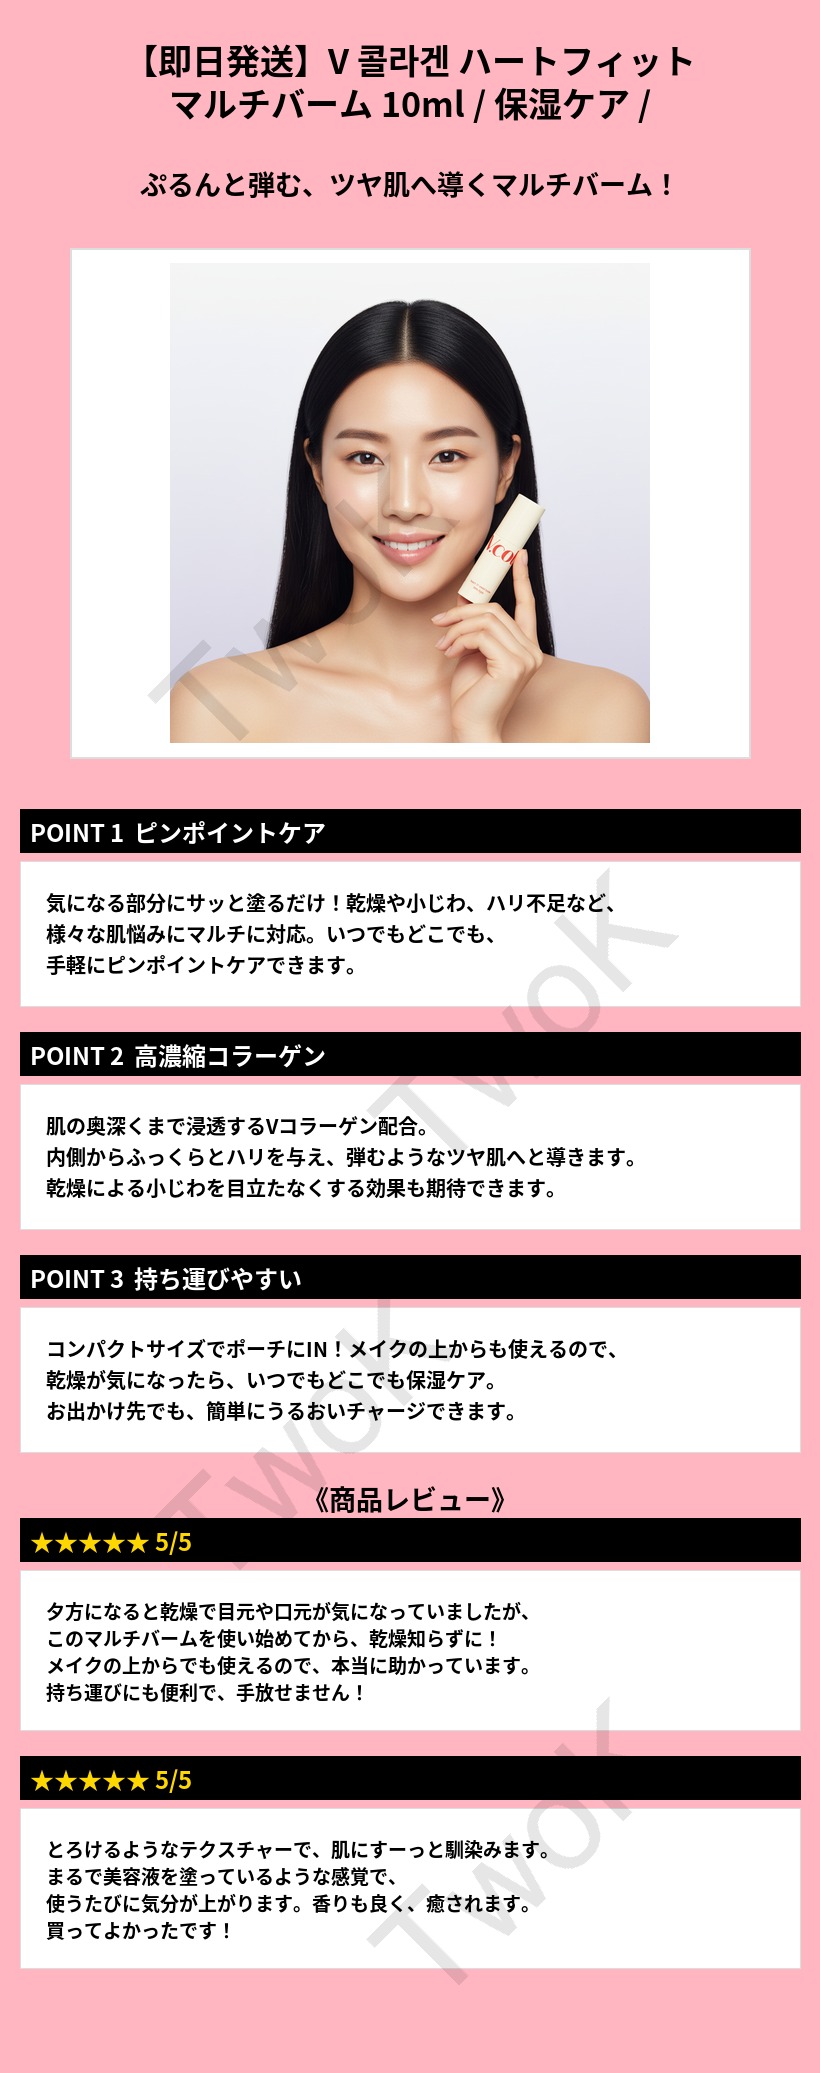 【即日発送】V 콜라겐 ハートフィット
マルチバーム 10ml / 保湿ケア /
ぷるんと弾む、ツヤ肌へ導くマルチバーム！
V.col
TwoK
POINT 1 ピンポイントケア
気になる部分にサッと塗るだけ！乾燥や小じわ、ハリ不足など、
様々な肌悩みにマルチに対応。いつでもどこでも、
手軽にピンポイントケアできます。
TwoK
POINT 2 高濃縮コラーゲン
肌の奥深くまで浸透するVコラーゲン配合。
内側からふっくらとハリを与え、弾むようなツヤ肌へと導きます。
乾燥による小じわを目立たなくする効果も期待できます。
POINT 3 持ち運びやすい
コンパクトサイズでポーチにIN！メイクの上からも使えるので、
乾燥が気になったら、いつでもどこでも保湿ケア。
お出かけ先でも、簡単にうるおいチャージできます。
TwoK
《商品レビュー》
★★★★★ 5/5
夕方になると乾燥で目元や口元が気になっていましたが、
このマルチバームを使い始めてから、乾燥知らずに！
メイクの上からでも使えるので、本当に助かっています。
持ち運びにも便利で、手放せません！
★★★★★ 5/5
とろけるようなテクスチャーで、肌にすーっと馴染みます。
まるで美容液を塗っているような感覚で、
使うたびに気分が上がります。香りも良く、癒されます。
買ってよかったです！
TwoK